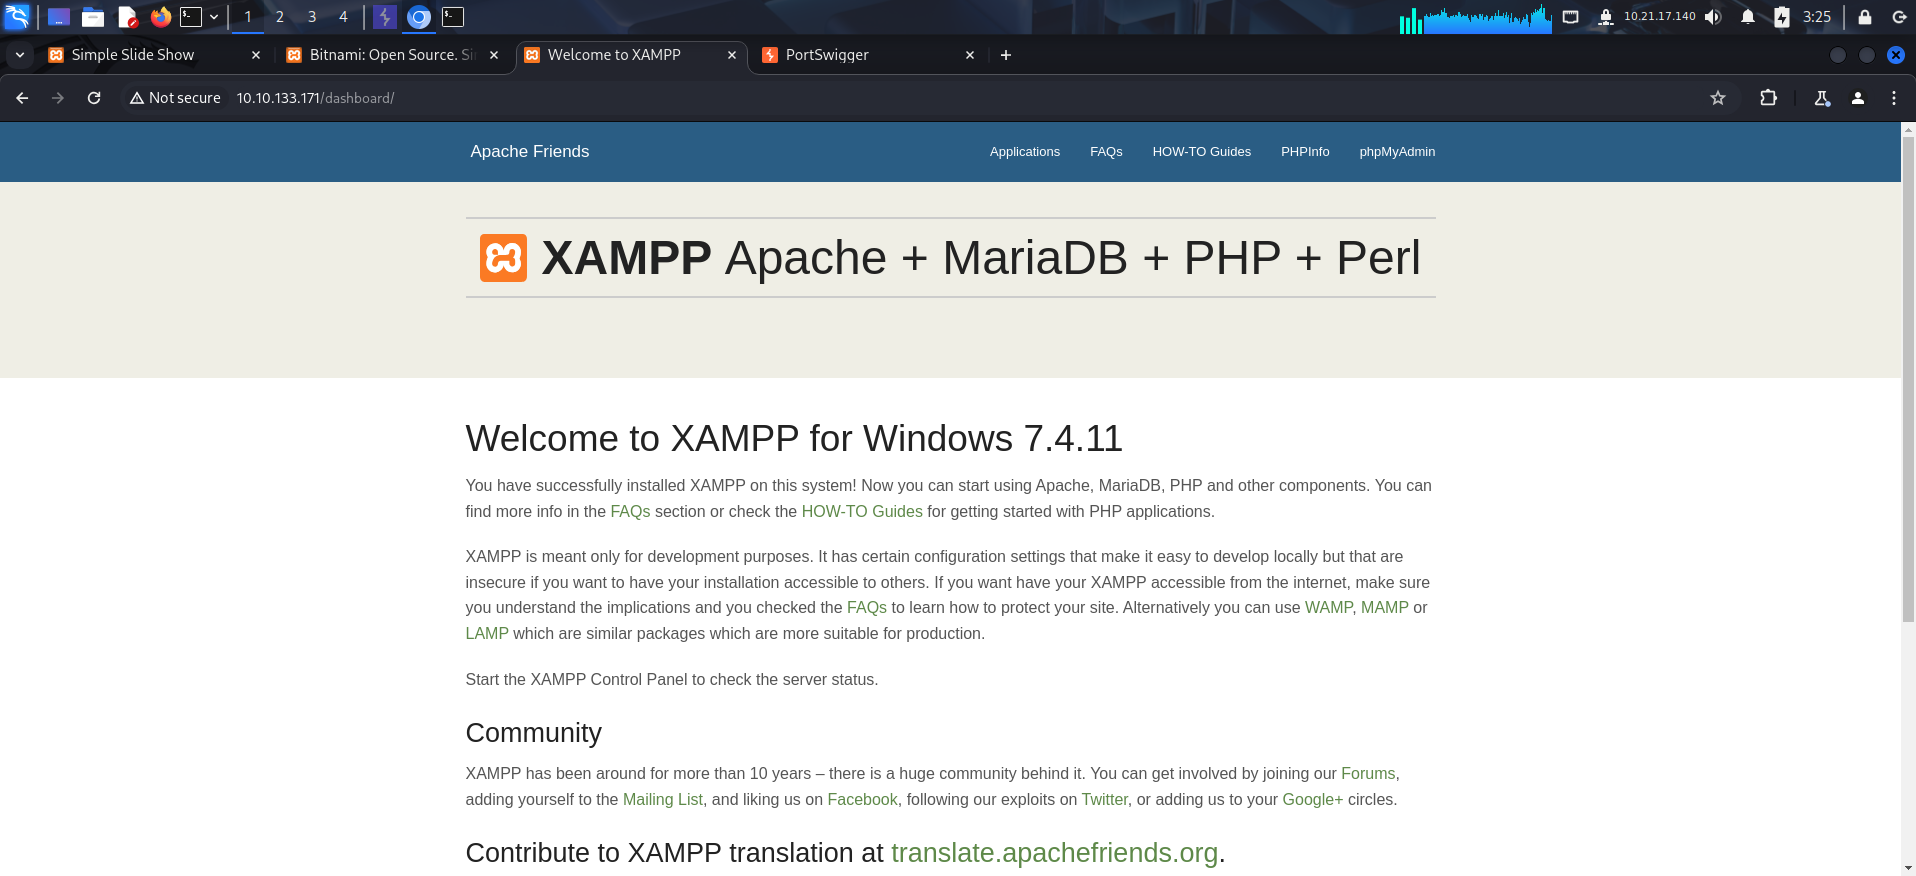 1 2 3 4 10.21.17.140 3:25
Simple Slide Show Bitnami: Open Source. Welcome to XAMPP PortSwigger
Not secure 10.10.133.171/dashboard/
Apache Friends Applications FAQs HOW-TO Guides PHPInfo phpMyAdmin
XAMPP Apache + MariaDB + PHP + Perl
Welcome to XAMPP for Windows 7.4.11
You have successfully installed XAMPP on this system! Now you can start using Apache, MariaDB, PHP and other components. You can
find more info in the FAQs section or check the HOW-TO Guides for getting started with PHP applications.
XAMPP is meant only for development purposes. It has certain configuration settings that make it easy to develop locally but that are
insecure if you want to have your installation accessible to others. If you want have your XAMPP accessible from the internet, make sure
you understand the implications and you checked the FAQs to learn how to protect your site. Alternatively you can use WAMP, MAMP or
LAMP which are similar packages which are more suitable for production.
Start the XAMPP Control Panel to check the server status.
Community
XAMPP has been around for more than 10 years – there is a huge community behind it. You can get involved by joining our Forums,
adding yourself to the Mailing List, and liking us on Facebook, following our exploits on Twitter, or adding us to your Google+ circles.
Contribute to XAMPP translation at translate.apachefriends.org.